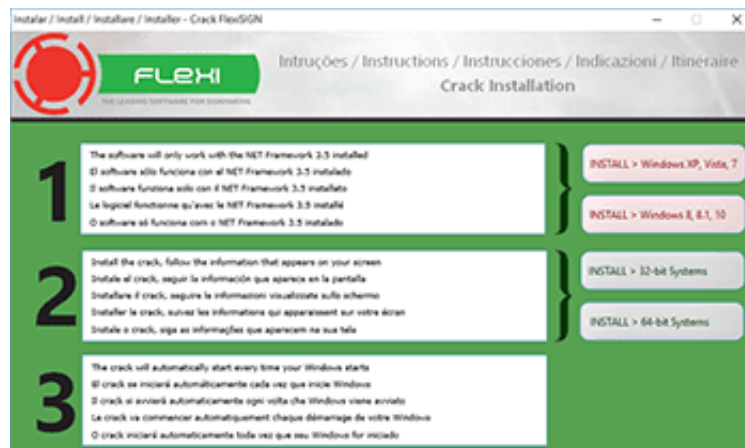 Instalar / Install / Installare / Installer - Crack FlexiSIGN
FLEXI
THE LEADING SOFTWARE FOR SIGNMAKING
Intruções / Instructions / Instrucciones / Indicazioni / Itinéraire
Crack Installation
1
The software will only work with the NET Framework 3.5 installed
El software sólo funciona con el NET Framework 3.5 instalado
Il software funziona solo con il NET Framework 3.5 installato
Le logiciel fonctionne qu'avec le NET Framework 3.5 installé
O software só funciona com o NET Framework 3.5 instalado
INSTALL > Windows XP, Vista, 7
INSTALL > Windows 8, 8.1, 10
2
Install the crack, follow the information that appears on your screen
Instale el crack, seguir la información que aparece en la pantalla
Installare il crack, seguire le informazioni visualizzate sullo schermo
Installer le crack, suivez les informations qui apparaissent sur votre écran
Instale o crack, siga as informações que aparecem na sua tela
INSTALL > 32-bit Systems
INSTALL > 64-bit Systems
3
The crack will automatically start every time your Windows starts
El crack se iniciará automáticamente cada vez que inicie Windows
Il crack si avvierà automaticamente ogni volta che Windows viene avviato
Le crack va commencer automatiquement chaque démarrage de votre Windows
O crack iniciará automaticamente toda vez que seu Windows for iniciado